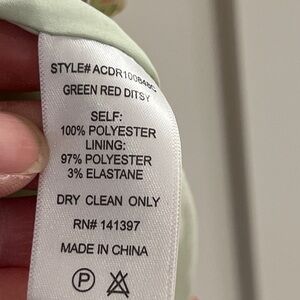 STYLE#
GREEN RED DITSY
SELF:
100% POLYESTER
LINING:
97% POLYESTER
3% ELASTANE
DRY CLEAN ONLY
RN# 141397
MADE IN CHINA
P